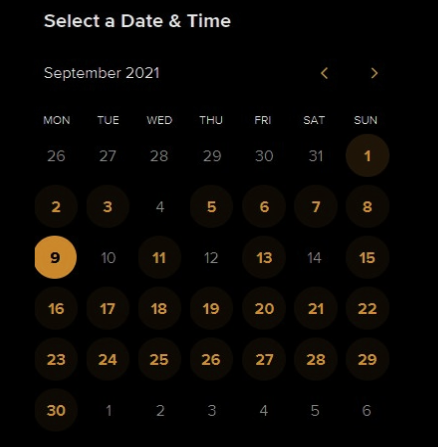 Select a Date & Time
September 2021
MON TUE WED THU FRI SAT SUN
26 27 28 29 30 31 1
2 3 4 5 6 7 8
9 10 11 12 13 14 15
16 17 18 19 20 21 22
23 24 25 26 27 28 29
30 1 2 3 4 5 6